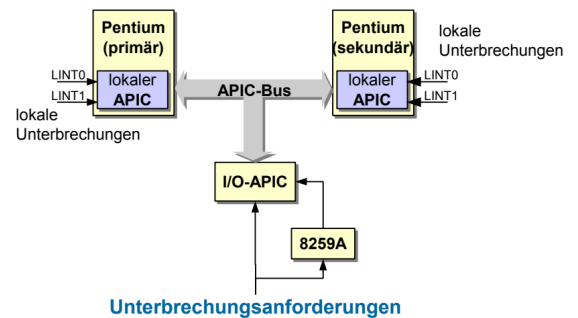 Pentium
(primär)
LINT0
LINT1
lokaler
APIC
lokale
Unterbrechungen
APIC-Bus
Pentium
(sekundär)
lokaler
APIC
lokale
Unterbrechungen
LINT0
LINT1
I/O-APIC
8259A
Unterbrechungsanforderungen